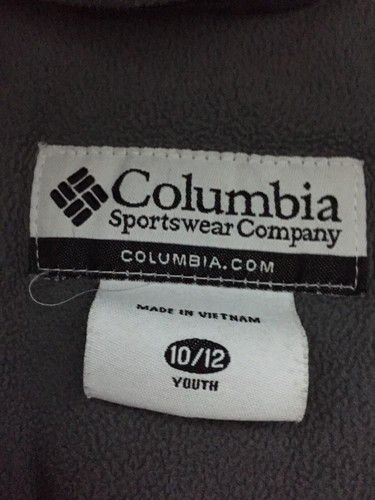 Columbia
Sportswear Company
COLUMBIA.COM
MADE IN VIETNAM
10/12
YOUTH